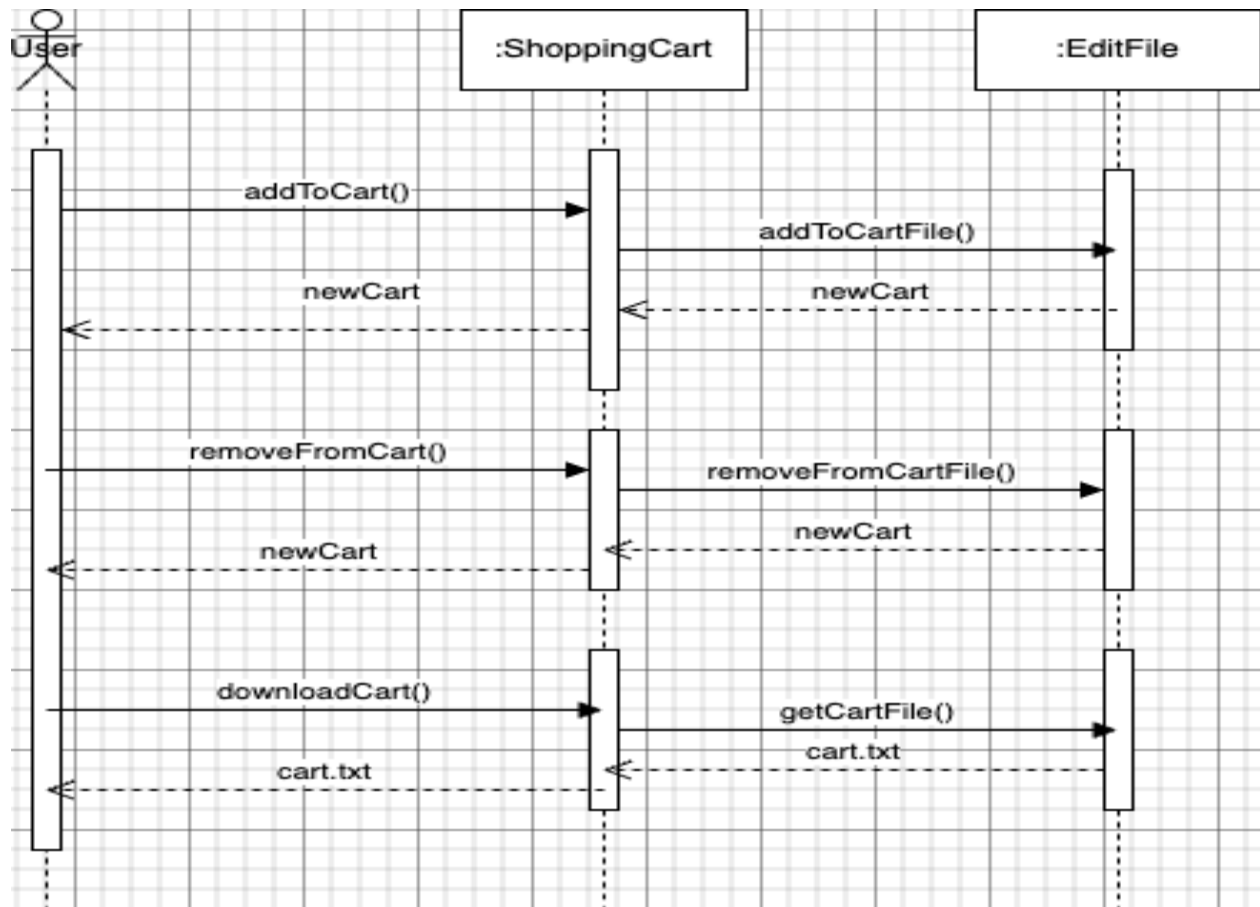 User
:ShoppingCart
:EditFile
addToCart()
addToCartFile()
newCart
newCart
removeFromCart()
removeFromCartFile()
newCart
newCart
downloadCart()
getCartFile()
cart.txt
cart.txt